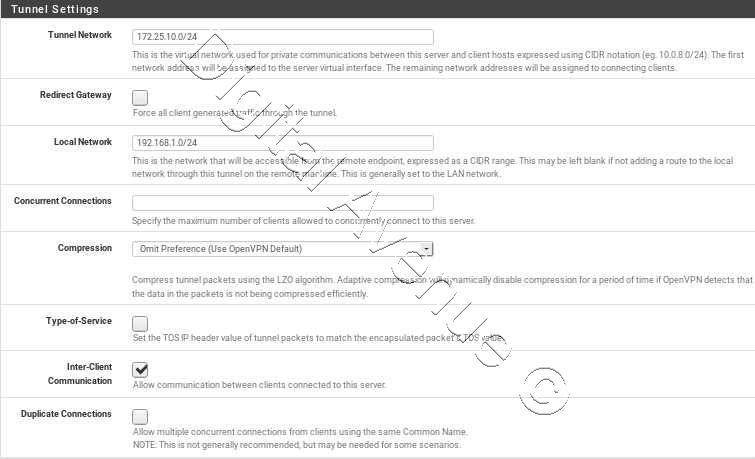 Tunnel Settings
Tunnel Network
172.25.10.0/24
This is the virtual network used for private communications between this server and client hosts expressed using CIDR notation (eg. 10.0.8.0/24). The first
network address will be assigned to the server virtual interface. The remaining network addresses will be assigned to connecting clients.
Redirect Gateway
Force all client generated traffic through the tunnel.
Local Network
192.168.1.0/24
This is the network that will be accessible from the remote endpoint, expressed as a CIDR range. This may be left blank if not adding a route to the local
network through this tunnel on the remote machine. This is generally set to the LAN network.
Concurrent Connections
Specify the maximum number of clients allowed to concurrently connect to this server.
Compression
Omit Preference (Use OpenVPN Default)
Compress tunnel packets using the LZO algorithm. Adaptive compression will dynamically disable compression for a period of time if OpenVPN detects that
the data in the packets is not being compressed efficiently.
Type-of-Service
Set the TOS IP header value of tunnel packets to match the encapsulated packet's TOS value.
Inter-Client
Communication
Allow communication between clients connected to this server.
Duplicate Connections
Allow multiple concurrent connections from clients using the same Common Name.
NOTE: This is not generally recommended, but may be needed for some scenarios.